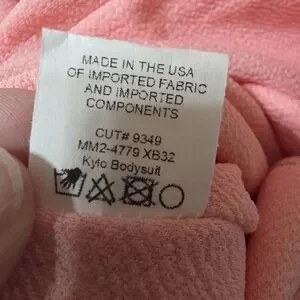 MADE IN THE USA
OF IMPORTED FABRIC
AND IMPORTED
COMPONENTS
CUT# 9349
MM2-4779 XB32
Kylo Bodysuit